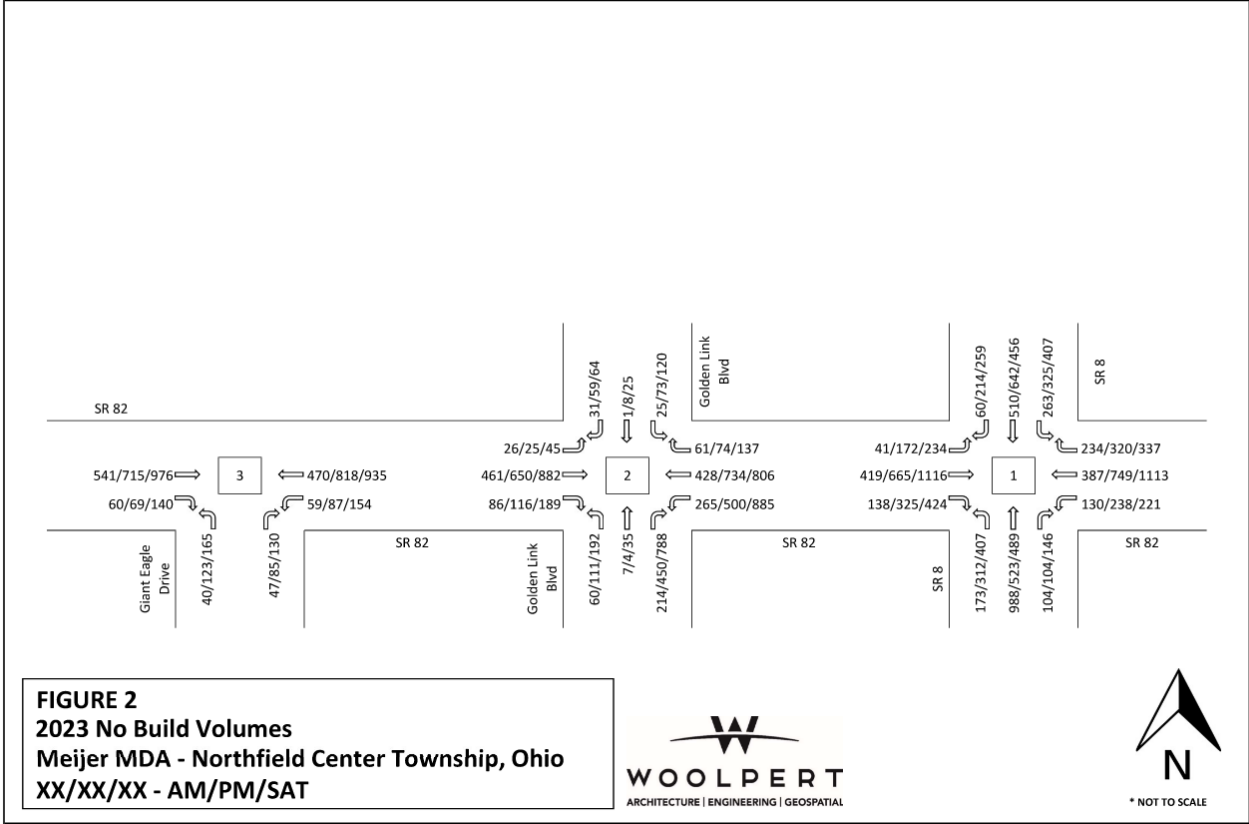 SR 82
31/59/64
1/8/25
25/73/120
Golden Link
Blvd
60/214/259
510/642/456
263/325/407
SR 8
26/25/45
61/74/137
41/172/234
234/320/337
541/715/976
3
470/818/935
461/650/882
2
428/734/806
419/665/1116
1
387/749/1113
60/69/140
59/87/154
86/116/189
265/500/885
138/325/424
130/238/221
Giant Eagle
Drive
40/123/165
47/85/130
SR 82
Golden Link
Blvd
60/111/192
7/4/35
214/450/788
SR 82
SR 8
173/312/407
988/523/489
104/104/146
SR 82
FIGURE 2
2023 No Build Volumes
Meijer MDA - Northfield Center Township, Ohio
XX/XX/XX - AM/PM/SAT
WOOLPERT
ARCHITECTURE | ENGINEERING | GEOSPATIAL
N
* NOT TO SCALE